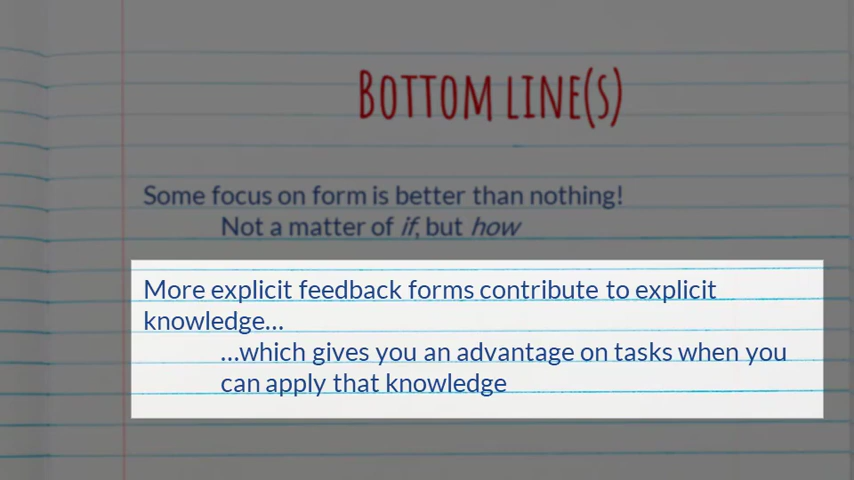 Bottom line(s)
Some focus on form is better than nothing!
Not a matter of if, but how
More explicit feedback forms contribute to explicit
knowledge...
...which gives you an advantage on tasks when you
can apply that knowledge